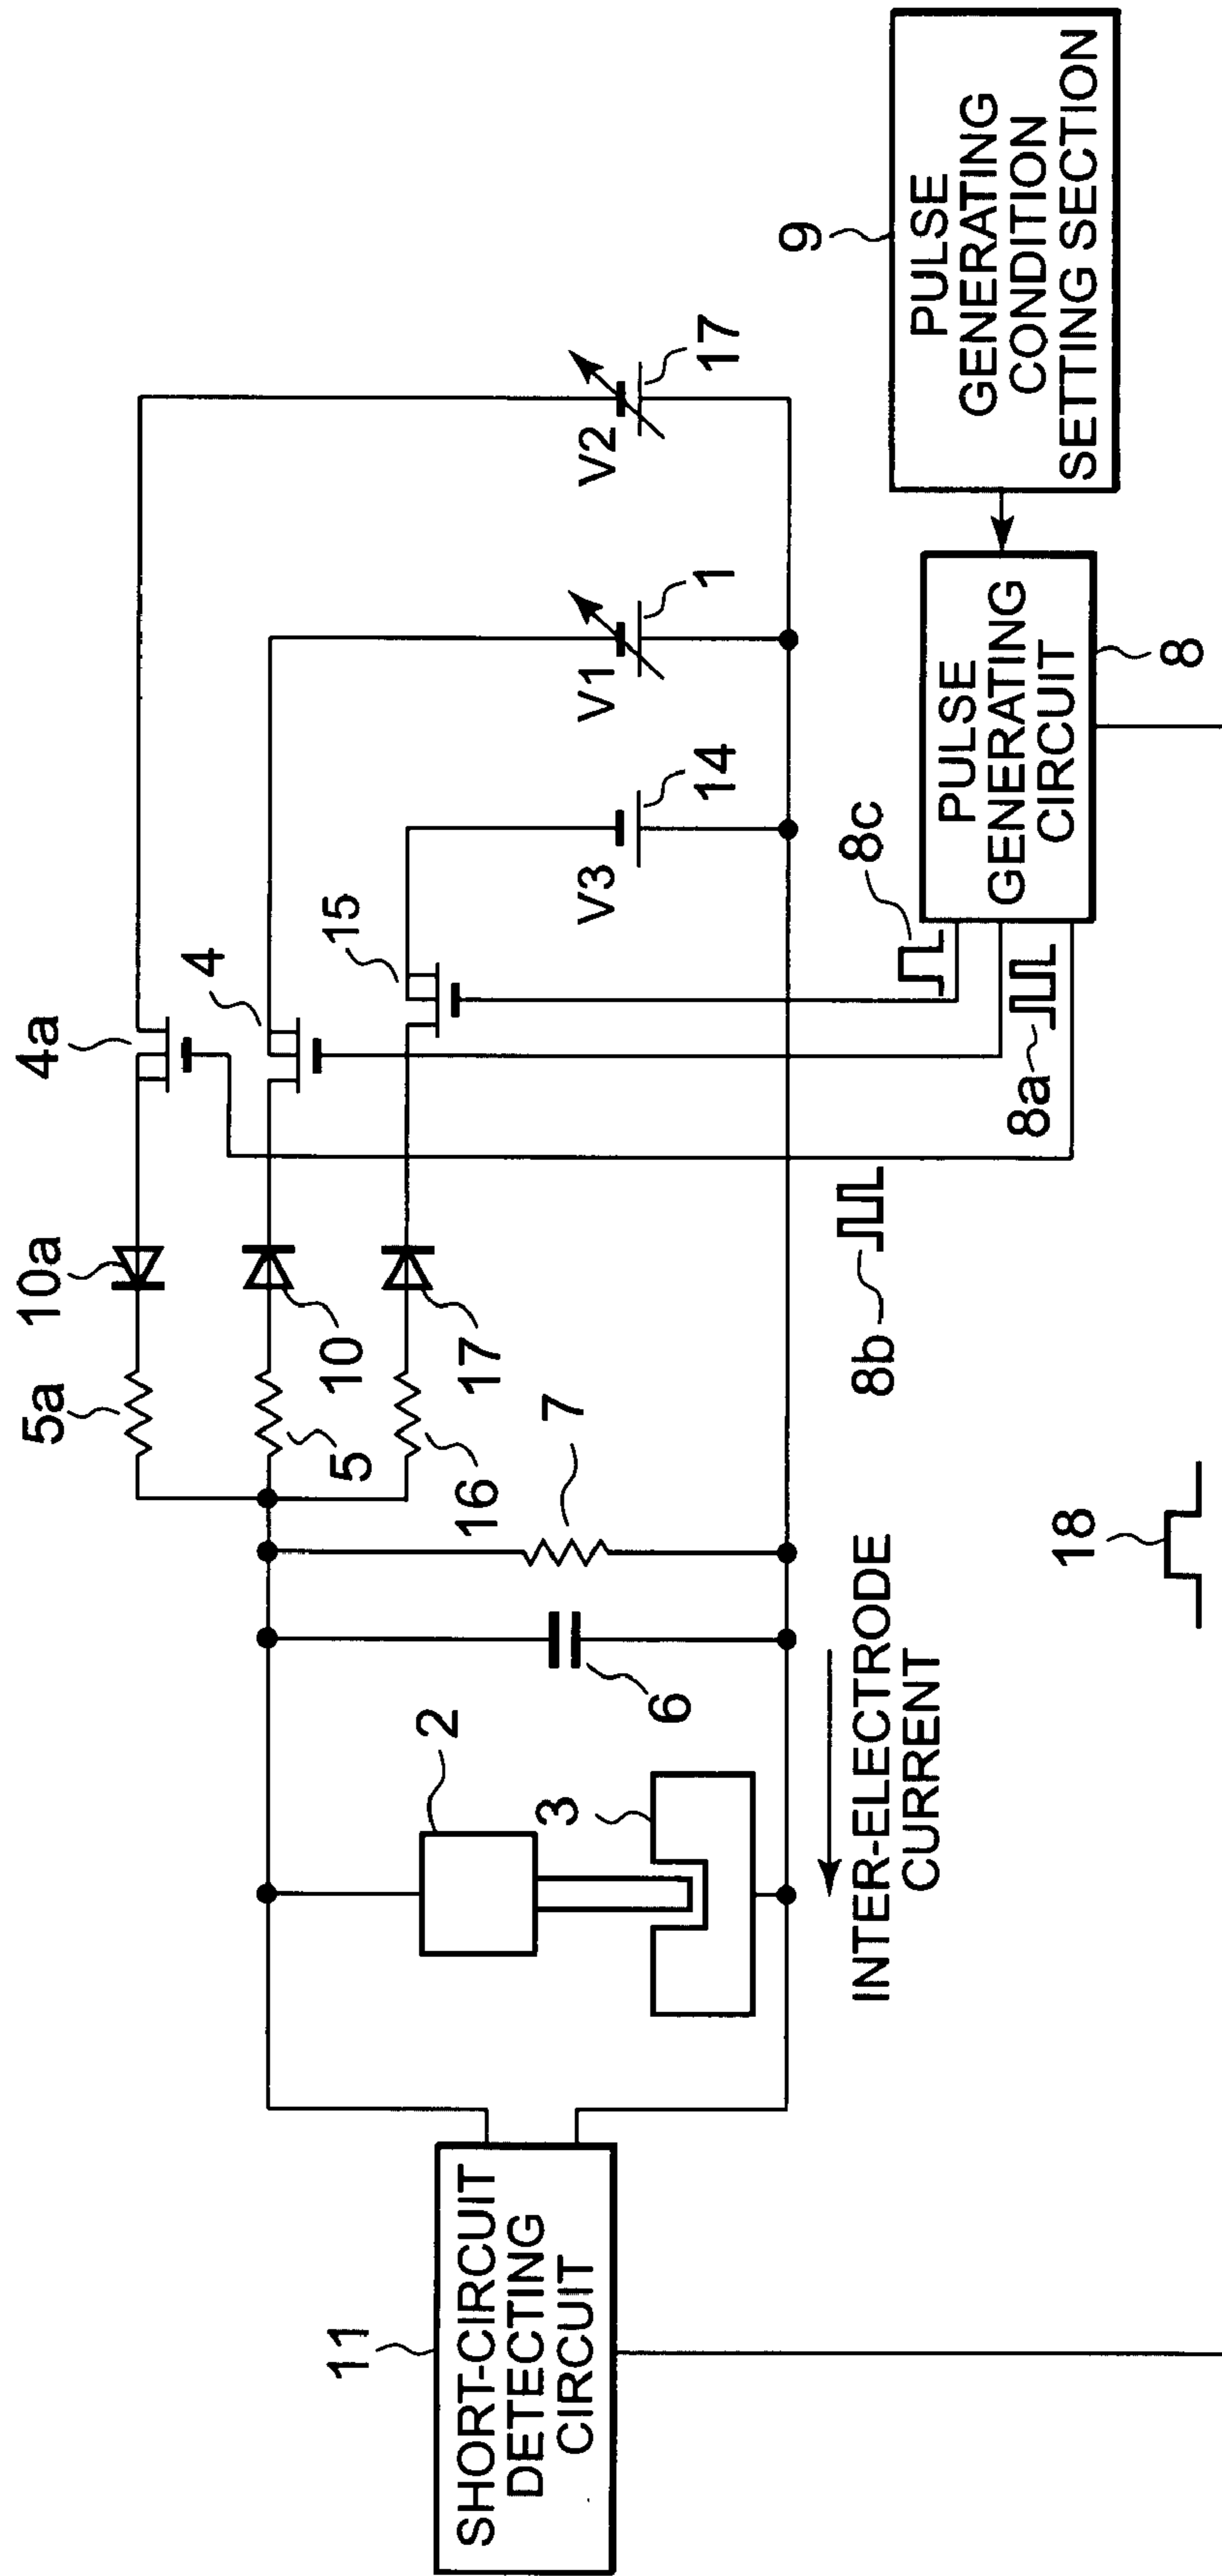 5a
10a
4a
4
15
5
10
16
17
V3
14
V1
1
V2
17
11
SHORT-CIRCUIT
DETECTING
CIRCUIT
2
3
6
7
INTER-ELECTRODE
CURRENT
8b
8a
8c
18
PULSE
GENERATING
CIRCUIT
8
9
PULSE
GENERATING
CONDITION
SETTING SECTION